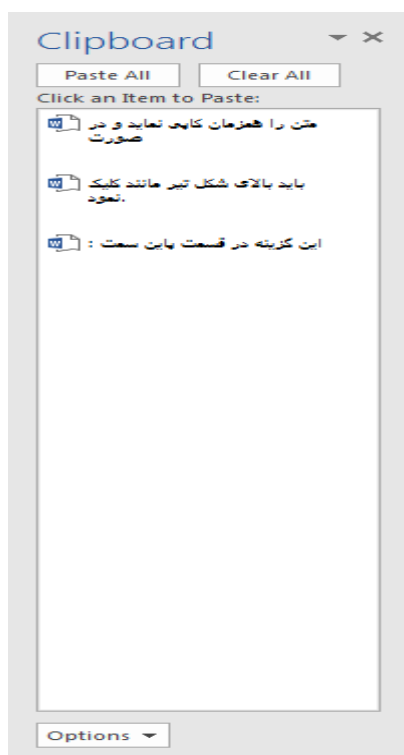 Clipboard
Paste All
Clear All
Click an Item to Paste:
متن را همزمان کاپی نماید و در
صورت
باید بالای شکل تیر مانند کلیک
نمود.
این گزینه در قسمت پاین سمت :
Options